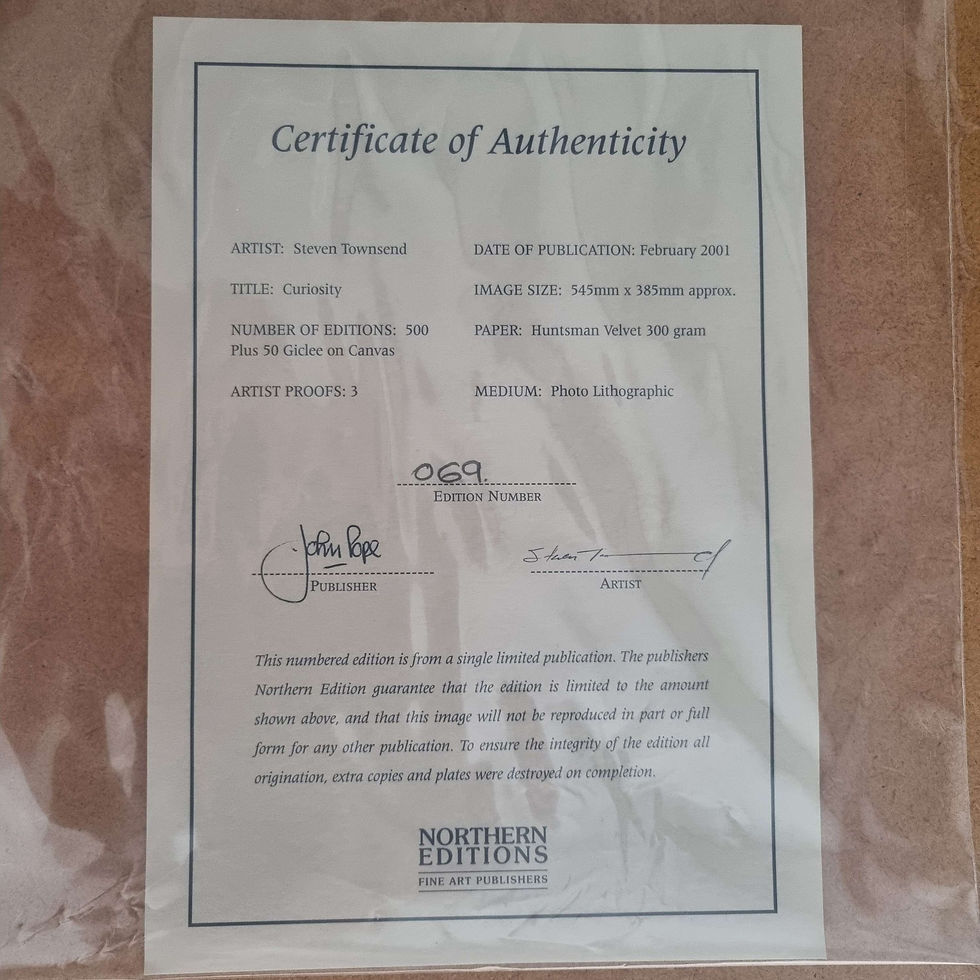 Certificate of Authenticity
ARTIST: Steven Townsend
DATE OF PUBLICATION: February 2001
TITLE: Curiosity
IMAGE SIZE: 545mm x 385mm approx.
NUMBER OF EDITIONS: 500
Plus 50 Giclee on Canvas
PAPER: Huntsman Velvet 300 gram
ARTIST PROOFS: 3
MEDIUM: Photo Lithographic
069.
EDITION NUMBER
John Pope
PUBLISHER
Steven T
ARTIST
This numbered edition is from a single limited publication. The publishers
Northern Edition guarantee that the edition is limited to the amount
shown above, and that this image will not be reproduced in part or full
form for any other publication. To ensure the integrity of the edition all
origination, extra copies and plates were destroyed on completion.
NORTHERN
EDITIONS
FINE ART PUBLISHERS